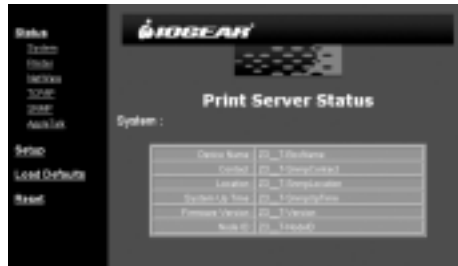 IOGEAR
Status
System
Printer
NetWare
TCP/IP
SNMP
AppleTalk
Setup
Load Defaults
Reset
Print Server Status
System :
Device Name
Contact
Location
System Up Time
Firmware Version
Node ID